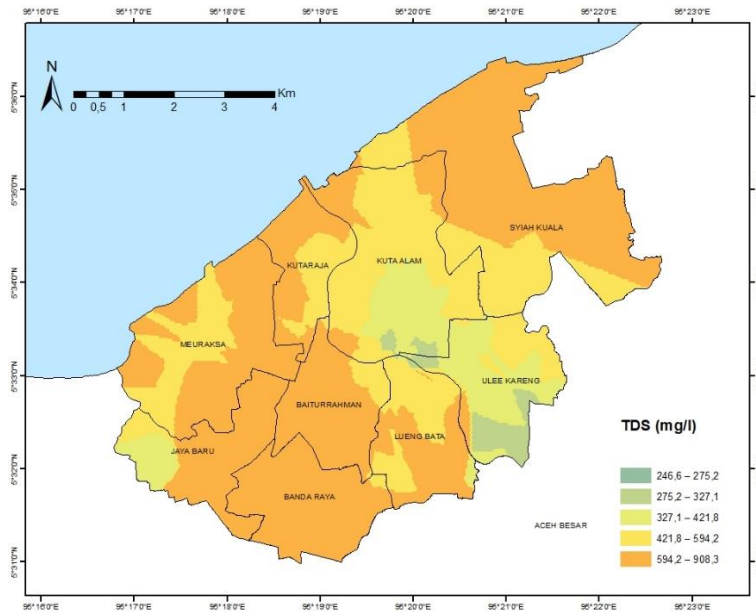 95°16'0"E 95°17'0"E 95°18'0"E 95°19'0"E 95°20'0"E 95°21'0"E 95°22'0"E 95°23'0"E
N
Km
0 0,5 1 2 3 4
5°36'0"N
5°35'0"N
SYIAH KUALA
5°34'0"N
KUTARAJA
KUTA ALAM
MEURAKSA
5°33'0"N
ULEE KARENG
BAITURRAHMAN
LUENG BATA
JAYA BARU
5°32'0"N
BANDA RAYA
5°31'0"N
ACEH BESAR
TDS (mg/l)
246,6 – 275,2
275,2 – 327,1
327,1 – 421,8
421,8 – 594,2
594,2 – 908,3
95°16'0"E 95°17'0"E 95°18'0"E 95°19'0"E 95°20'0"E 95°21'0"E 95°22'0"E 95°23'0"E